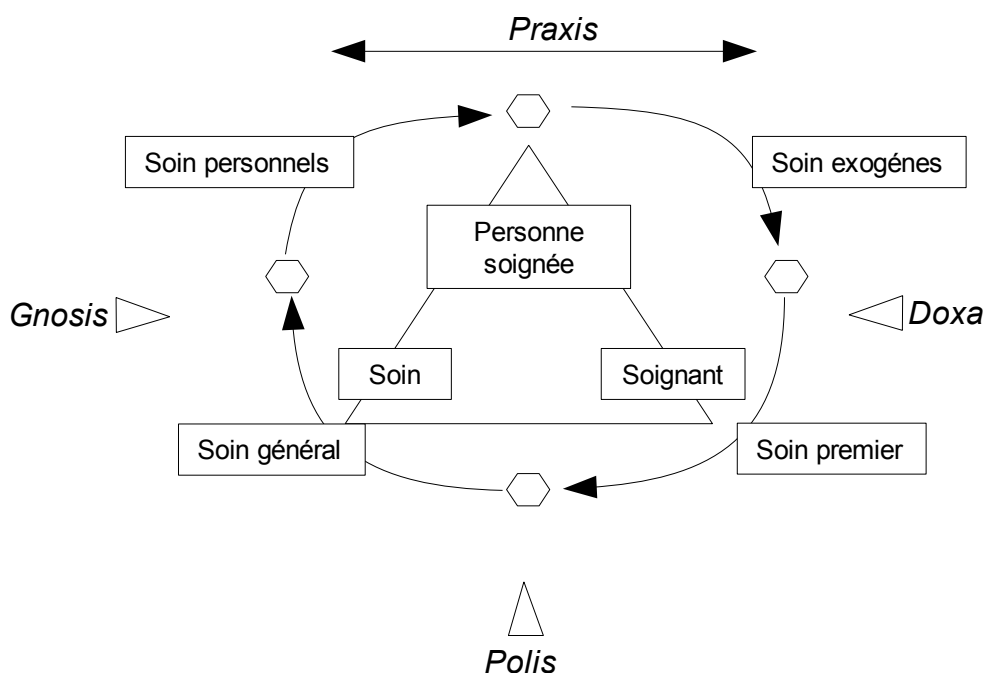 Praxis
Soin personnels
Soin exogénes
Personne
soignée
Gnosis
Doxa
Soin
Soignant
Soin général
Soin premier
Polis